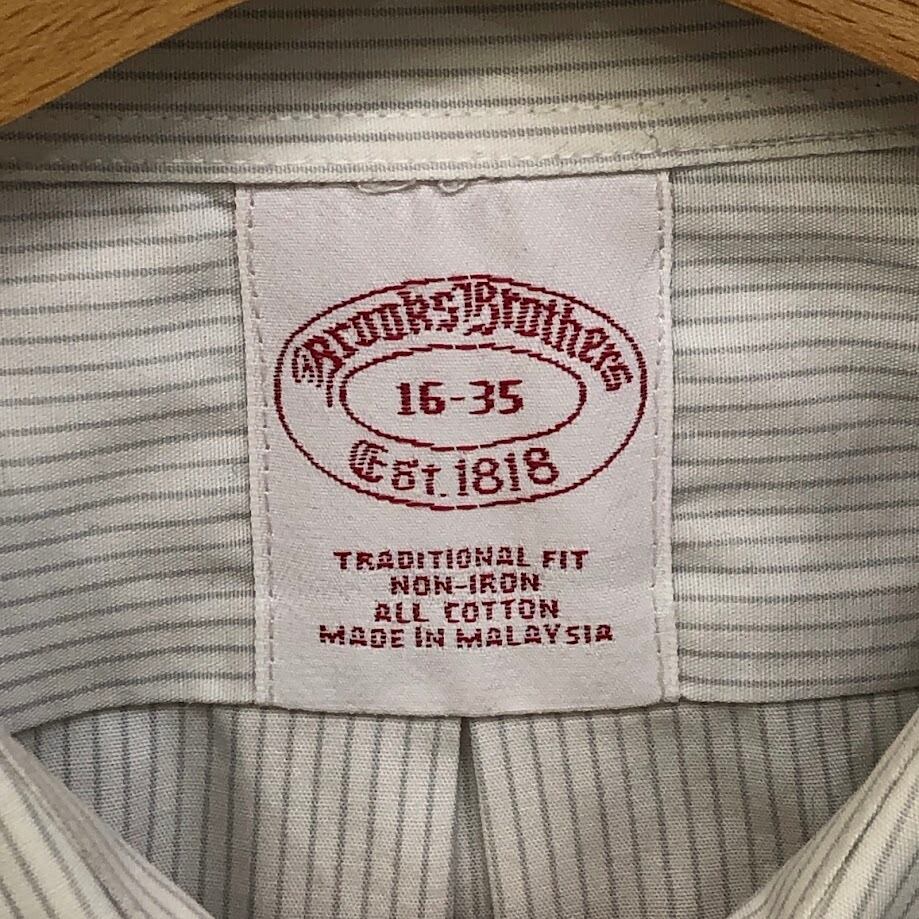 Brooks Brothers
16-35
Est. 1818
TRADITIONAL FIT
NON-IRON
ALL COTTON
MADE IN MALAYSIA